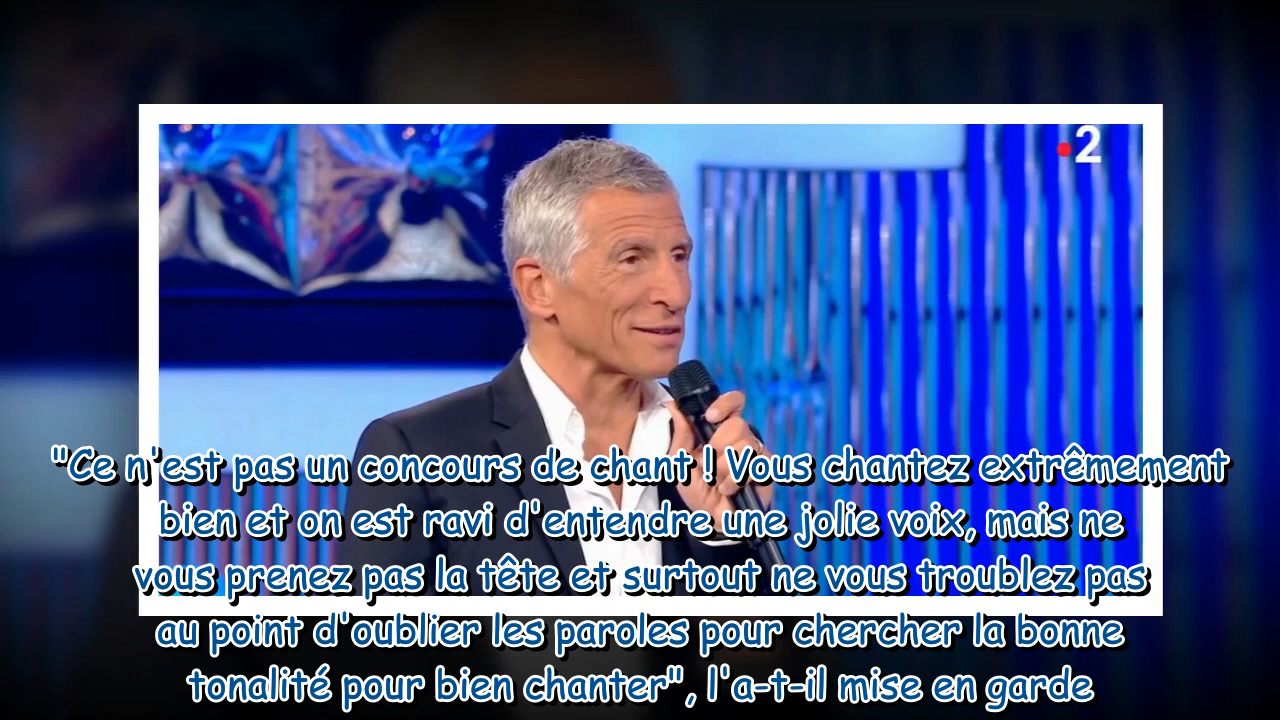 2
"Ce n'est pas un concours de chant ! Vous chantez extrêmement
bien et on est ravi d'entendre une jolie voix, mais ne
vous prenez pas la tête et surtout ne vous troublez pas
au point d'oublier les paroles pour chercher la bonne
tonalité pour bien chanter", l'a-t-il mise en garde